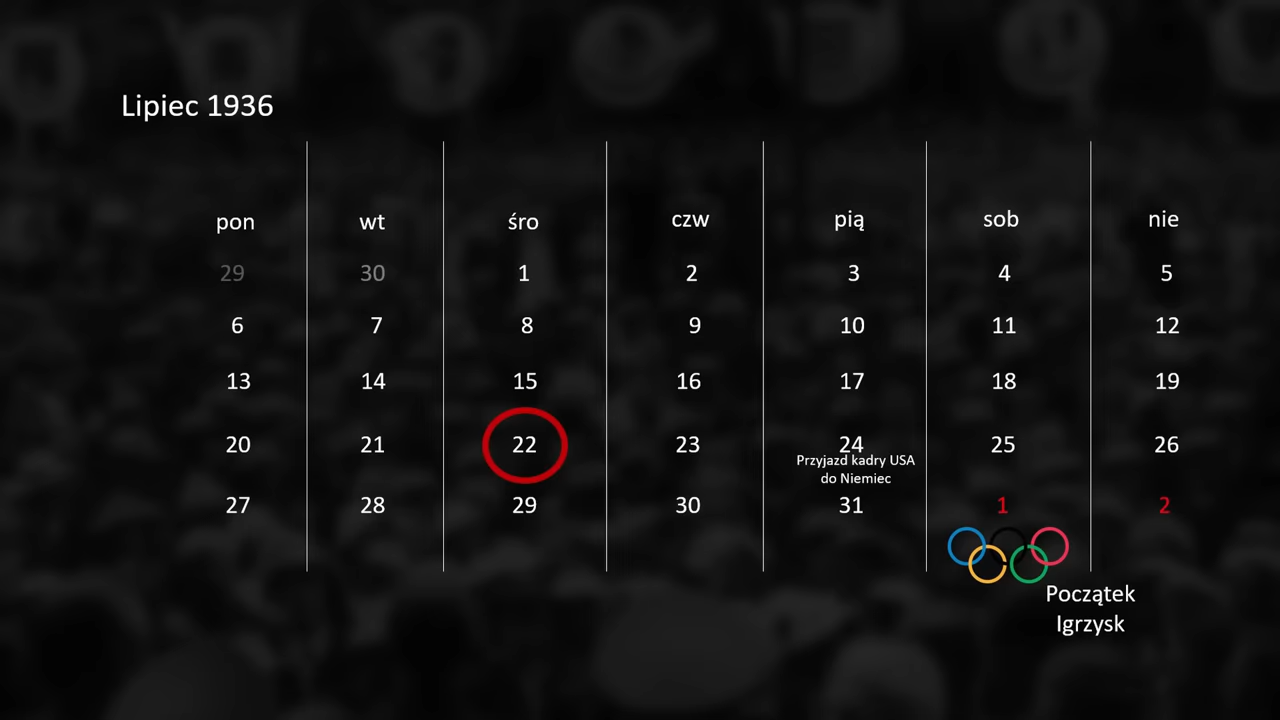 Lipiec 1936
pon wt śro czw pią sob nie
29 30 1 2 3 4 5
6 7 8 9 10 11 12
13 14 15 16 17 18 19
20 21 22 23 24 25 26
Przyjazd kadry USA
do Niemiec
27 28 29 30 31 1 2
Początek
Igrzysk